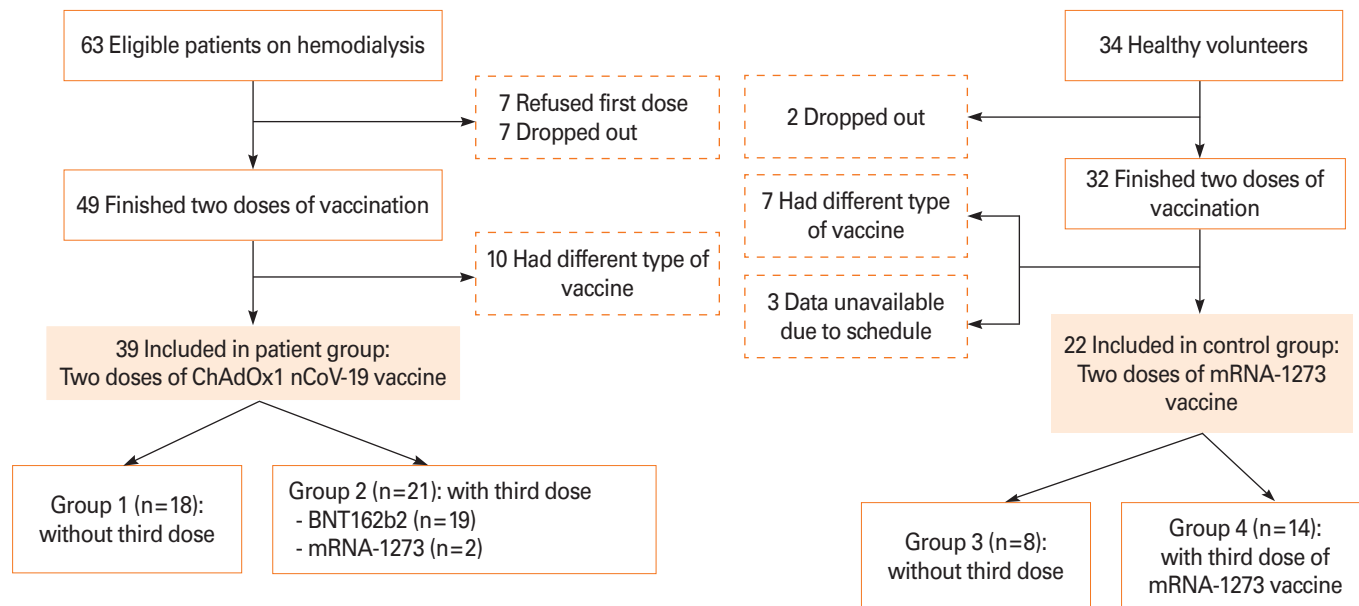 63 Eligible patients on hemodialysis
7 Refused first dose
7 Dropped out
49 Finished two doses of vaccination
10 Had different type of
vaccine
39 Included in patient group:
Two doses of ChAdOx1 nCoV-19 vaccine
Group 1 (n=18):
without third dose
Group 2 (n=21): with third dose
- BNT162b2 (n=19)
- mRNA-1273 (n=2)
34 Healthy volunteers
2 Dropped out
32 Finished two doses of
vaccination
7 Had different type
of vaccine
3 Data unavailable
due to schedule
22 Included in control group:
Two doses of mRNA-1273
vaccine
Group 3 (n=8):
without third dose
Group 4 (n=14):
with third dose of
mRNA-1273 vaccine